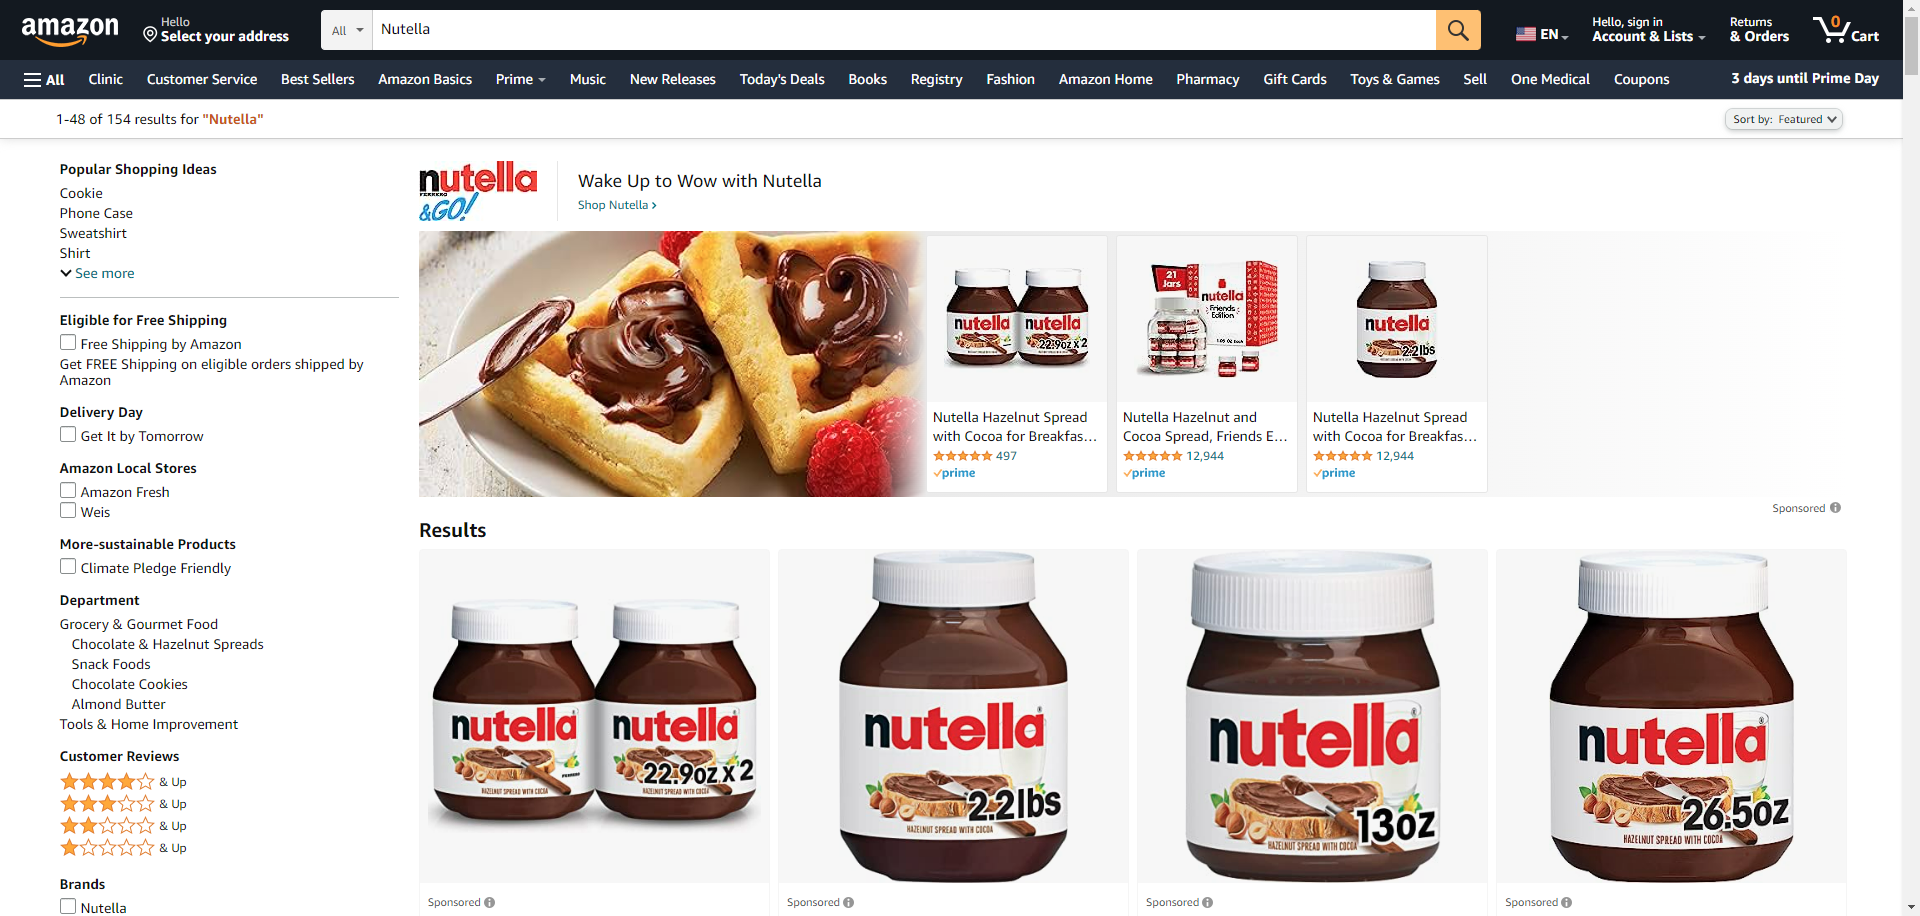 amazon
Hello
Select your address
All
Nutella
EN
Hello, sign in
Account & Lists
Returns
& Orders
0
Cart
All
Clinic
Customer Service
Best Sellers
Amazon Basics
Prime
Music
New Releases
Today's Deals
Books
Registry
Fashion
Amazon Home
Pharmacy
Gift Cards
Toys & Games
Sell
One Medical
Coupons
3 days until Prime Day
1-48 of 154 results for "Nutella"
Sort by: Featured
Popular Shopping Ideas
Cookie
Phone Case
Sweatshirt
Shirt
See more
Eligible for Free Shipping
Free Shipping by Amazon
Get FREE Shipping on eligible orders shipped by
Amazon
Delivery Day
Get It by Tomorrow
Amazon Local Stores
Amazon Fresh
Weis
More-sustainable Products
Climate Pledge Friendly
Department
Grocery & Gourmet Food
Chocolate & Hazelnut Spreads
Snack Foods
Chocolate Cookies
Almond Butter
Tools & Home Improvement
Customer Reviews
& Up
& Up
& Up
& Up
Brands
Nutella
nutella
FERRERO
&GO!
Wake Up to Wow with Nutella
Shop Nutella
nutella
nutella
22.9oz x 2
Nutella Hazelnut Spread
with Cocoa for Breakfas...
497
prime
21
Jars
nutella
Friends
Edition
Nutella Hazelnut and
Cocoa Spread, Friends E...
12,944
prime
nutella
2.2lbs
Nutella Hazelnut Spread
with Cocoa for Breakfas...
12,944
prime
Sponsored
Results
nutella
FERRERO
HAZELNUT SPREAD WITH COCOA
nutella
22.9oz x 2
HAZELNUT SPREAD WITH COCOA
Sponsored
nutella
2.2lbs
HAZELNUT SPREAD WITH COCOA
Sponsored
nutella
13oz
HAZELNUT SPREAD WITH COCOA
Sponsored
nutella
26.5oz
HAZELNUT SPREAD WITH COCOA
Sponsored